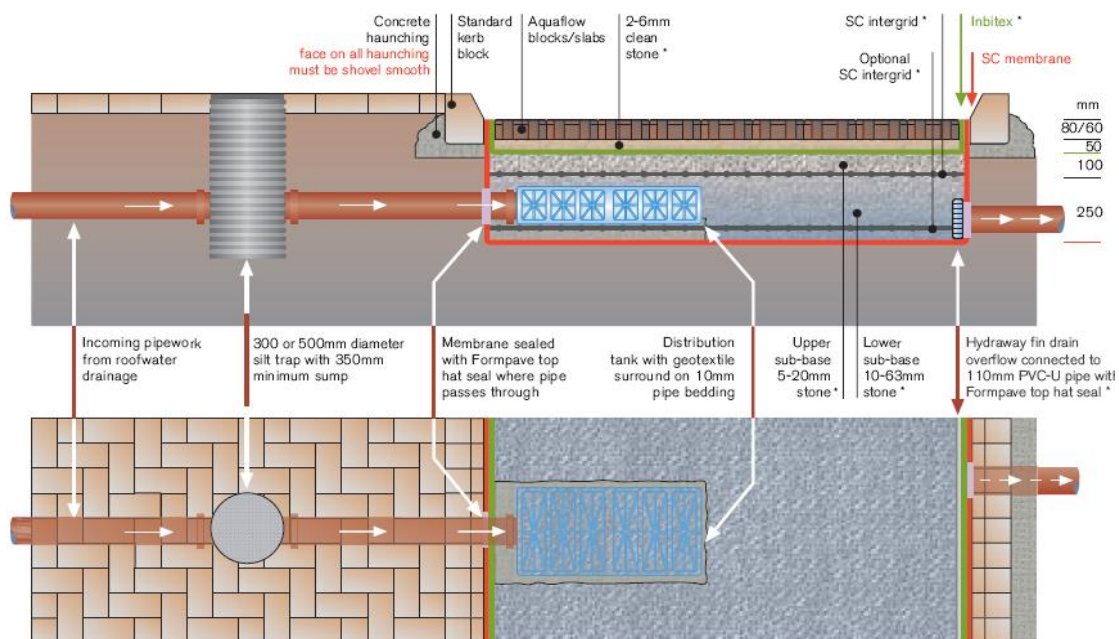 Concrete
haunching
face on all haunching
must be shovel smooth
Standard
kerb
block
Aquaflow
blocks/slabs
2-6mm
clean
stone *
SC intergrid *
Optional
SC intergrid *
Inbitex *
SC membrane
mm
80/60
50
100
250
Incoming pipework
from roofwater
drainage
300 or 500mm diameter
silt trap with 350mm
minimum sump
Membrane sealed
with Formpave top
hat seal where pipe
passes through
Distribution
tank with geotextile
surround on 10mm
pipe bedding
Upper
sub-base
5-20mm
stone *
Lower
sub-base
10-63mm
stone *
Hydraway fin drain
overflow connected to
110mm PVC-U pipe with
Formpave top hat seal *